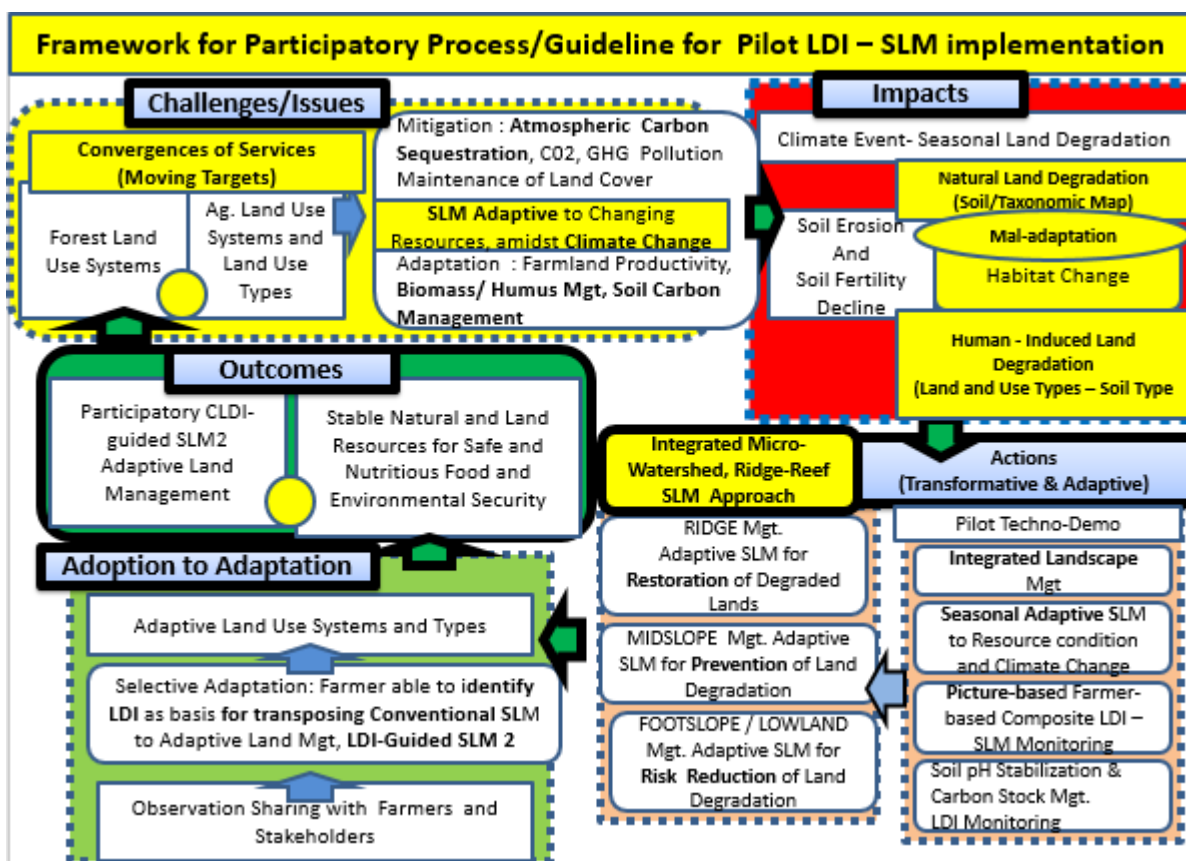 Framework for Participatory Process/Guideline for Pilot LDI – SLM implementation
Challenges/Issues
Convergences of Services
(Moving Targets)
Forest Land
Use Systems
Ag. Land Use
Systems and
Land Use
Types
Mitigation : Atmospheric Carbon
Sequestration, C02, GHG Pollution
Maintenance of Land Cover
SLM Adaptive to Changing
Resources, amidst Climate Change
Adaptation : Farmland Productivity,
Biomass/ Humus Mgt, Soil Carbon
Management
Impacts
Climate Event- Seasonal Land Degradation
Natural Land Degradation
(Soil/Taxonomic Map)
Soil Erosion
And
Soil Fertility
Decline
Mal-adaptation
Habitat Change
Human - Induced Land
Degradation
(Land and Use Types – Soil Type
Outcomes
Participatory CLDI-
guided SLM2
Adaptive Land
Management
Stable Natural and Land
Resources for Safe and
Nutritious Food and
Environmental Security
Integrated Micro-
Watershed, Ridge-Reef
SLM Approach
RIDGE Mgt.
Adaptive SLM for
Restoration of Degraded
Lands
MIDSLOPE Mgt. Adaptive
SLM for Prevention of Land
Degradation
FOOTSLOPE / LOWLAND
Mgt. Adaptive SLM for
Risk Reduction of Land
Degradation
Actions
(Transformative & Adaptive)
Pilot Techno-Demo
Integrated Landscape
Mgt
Seasonal Adaptive SLM
to Resource condition
and Climate Change
Picture-based Farmer-
based Composite LDI –
SLM Monitoring
Soil pH Stabilization &
Carbon Stock Mgt.
LDI Monitoring
Adoption to Adaptation
Adaptive Land Use Systems and Types
Selective Adaptation: Farmer able to identify
LDI as basis for transposing Conventional SLM
to Adaptive Land Mgt, LDI-Guided SLM 2
Observation Sharing with Farmers and
Stakeholders